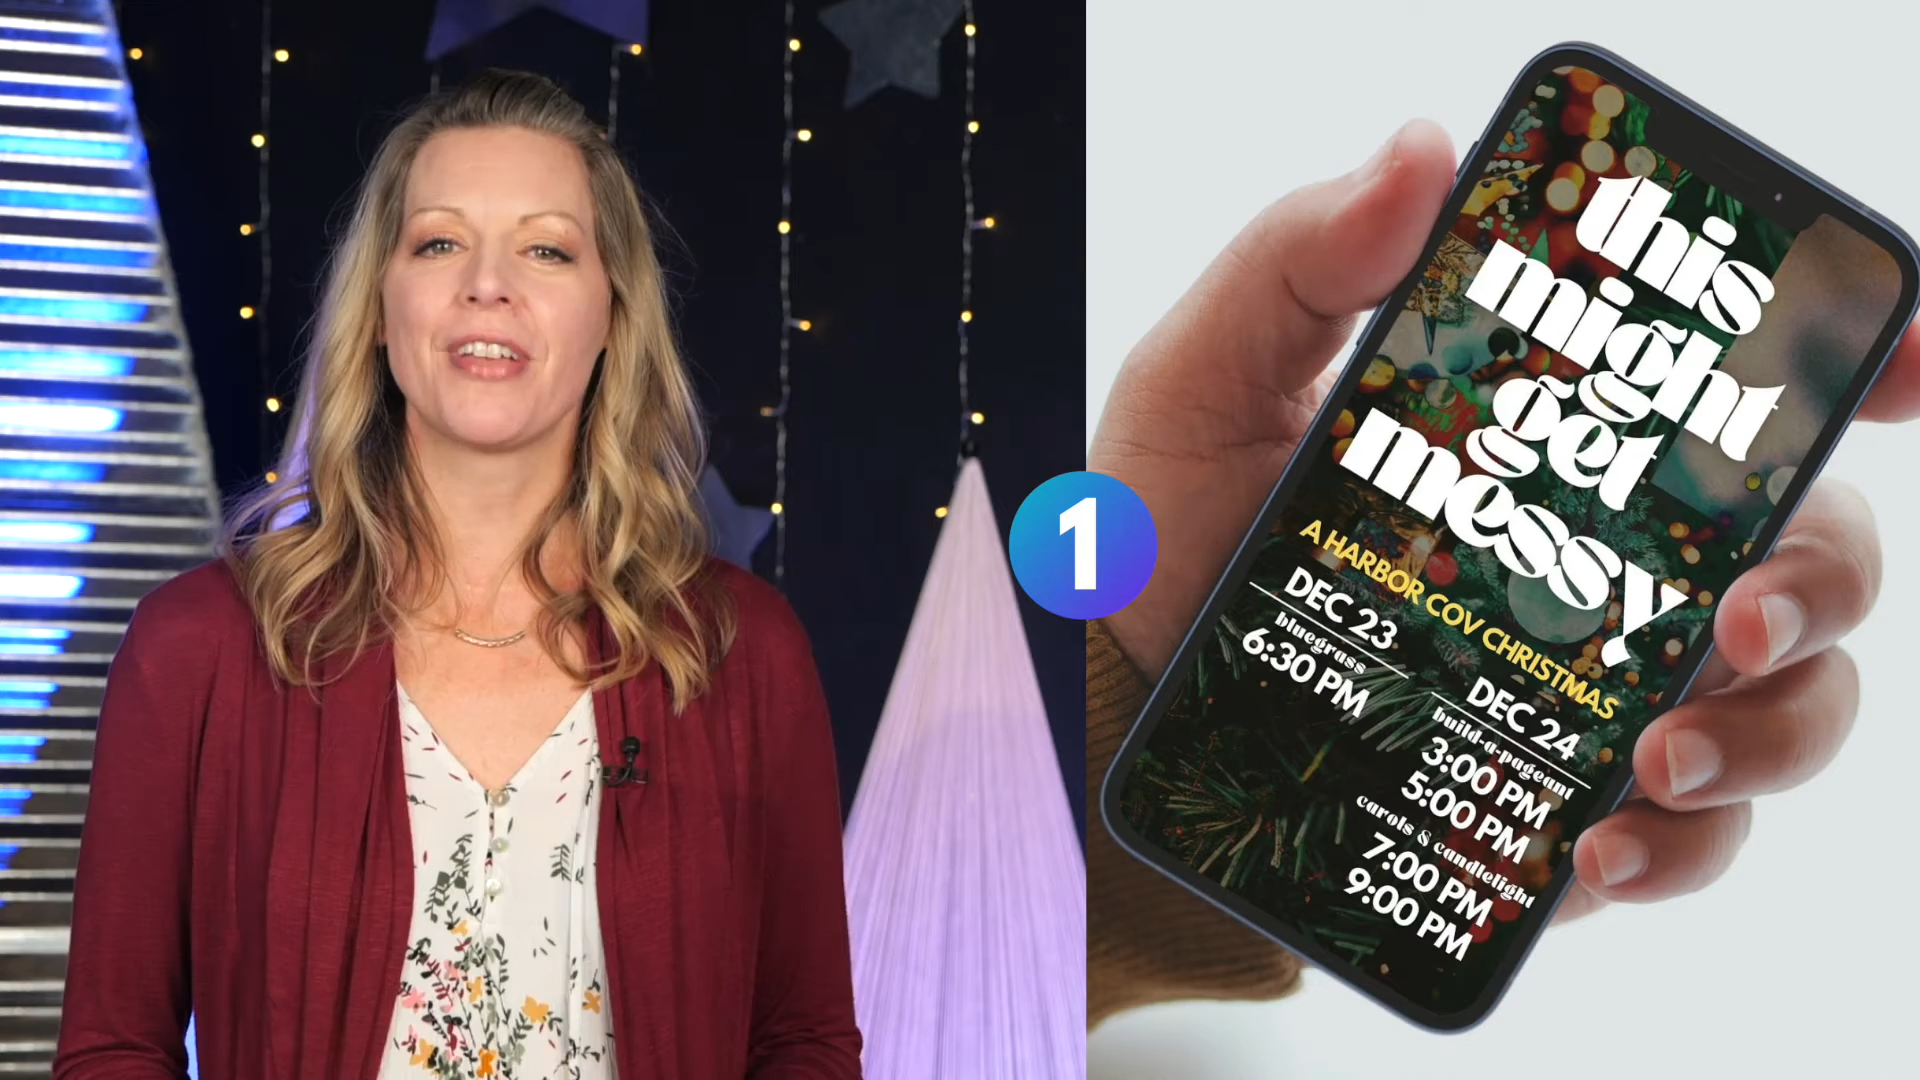 1
this
might
get
messy
A HARBOR COV CHRISTMAS
DEC 23
bluegrass
6:30 PM
DEC 24
build-a-pageant
3:00 PM
5:00 PM
carols & candlelight
7:00 PM
9:00 PM